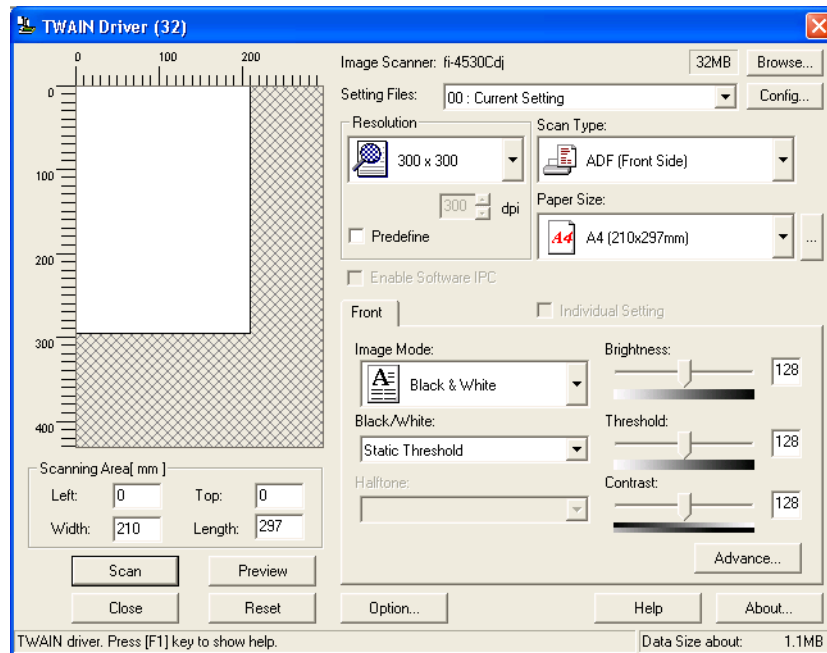 TWAIN Driver (32)
0 100 200
0
100
200
300
400
Image Scanner: fi-4530Cdj 32MB Browse...
Setting Files: 00 : Current Setting Config...
Resolution
300 x 300
300 dpi
Predefine
Scan Type:
ADF (Front Side)
Paper Size:
A4 A4 (210x297mm) ...
Enable Software IPC
Front Individual Setting
Image Mode:
A Black & White
Black/White:
Static Threshold
Halftone:
Brightness:
128
Threshold:
128
Contrast:
128
Advance...
Scanning Area[ mm ]
Left: 0 Top: 0
Width: 210 Length: 297
Scan Preview
Close Reset Option... Help About...
TWAIN driver. Press [F1] key to show help. Data Size about: 1.1MB